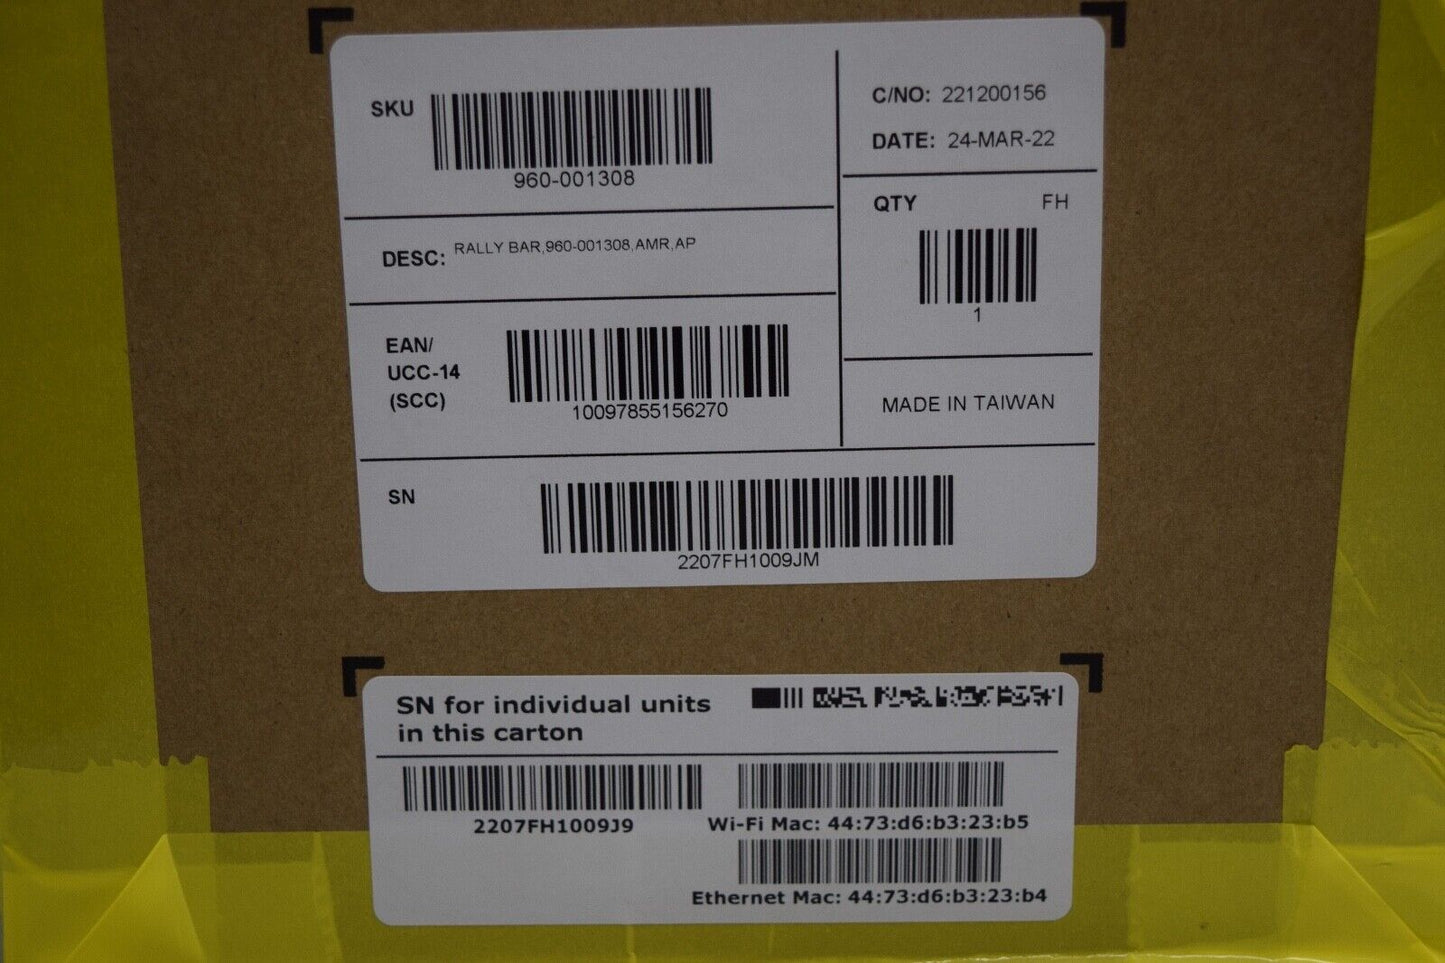 SKU
960-001308
C/NO: 221200156
DATE: 24-MAR-22
DESC: RALLY BAR,960-001308,AMR,AP
QTY FH
1
EAN/
UCC-14
(SCC)
10097855156270
MADE IN TAIWAN
SN
2207FH1009JM
SN for individual units
in this carton
2207FH1009J9
Wi-Fi Mac: 44:73:d6:b3:23:b5
Ethernet Mac: 44:73:d6:b3:23:b4